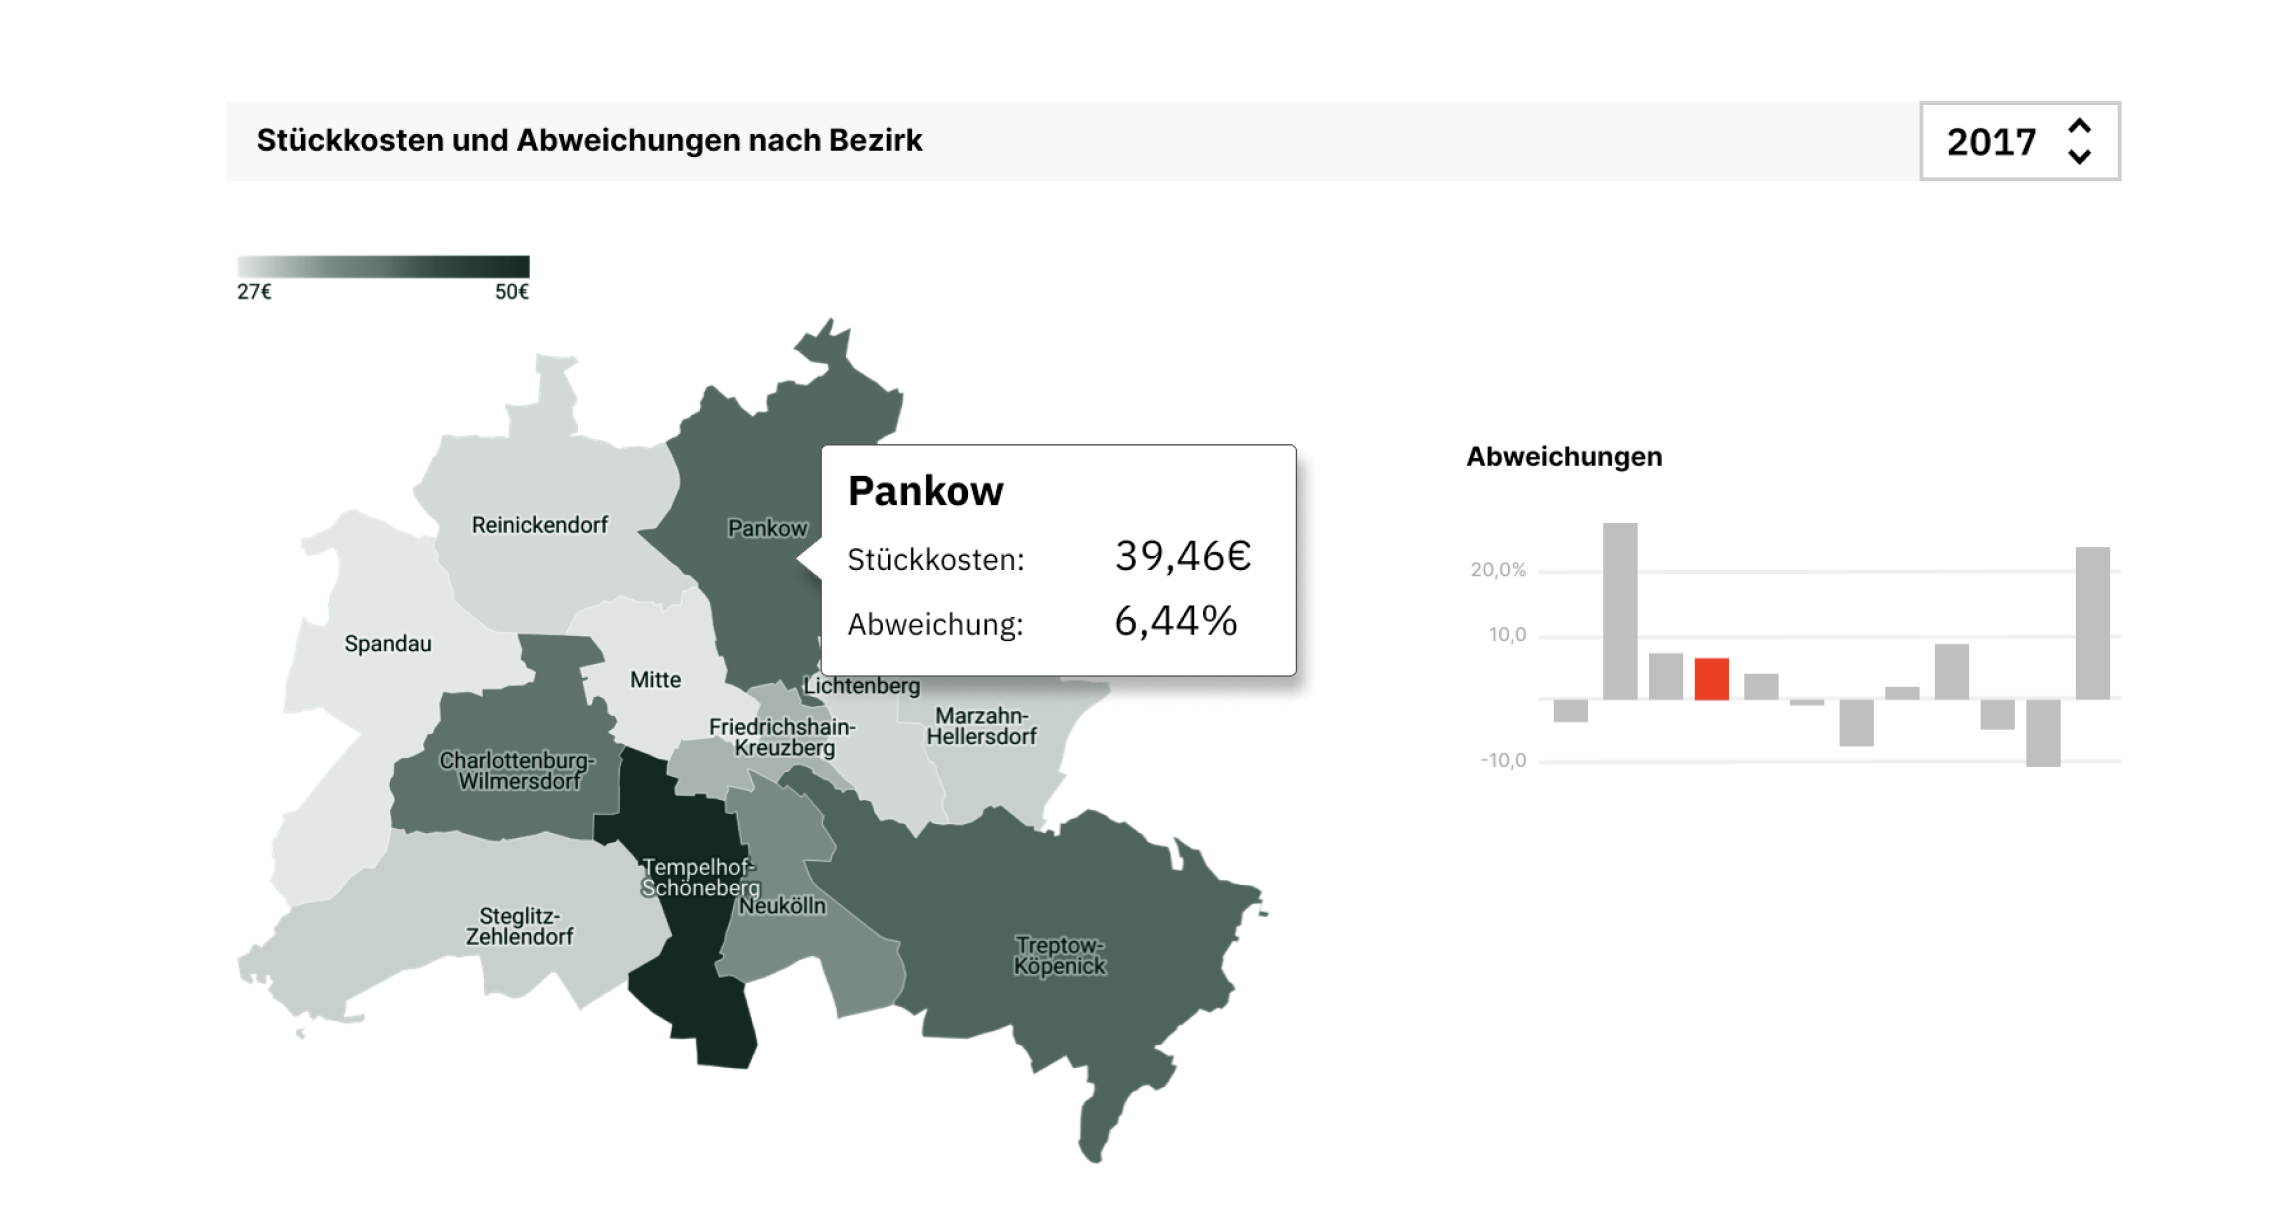 Stückkosten und Abweichungen nach Bezirk
2017
27€
50€
Reinickendorf
Pankow
Spandau
Mitte
Lichtenberg
Friedrichshain-
Kreuzberg
Marzahn-
Hellersdorf
Charlottenburg-
Wilmersdorf
Tempelhof-
Schöneberg
Neukölln
Steglitz-
Zehlendorf
Treptow-
Köpenick
Pankow
Stückkosten: 39,46€
Abweichung: 6,44%
Abweichungen
20,0%
10,0
-10,0